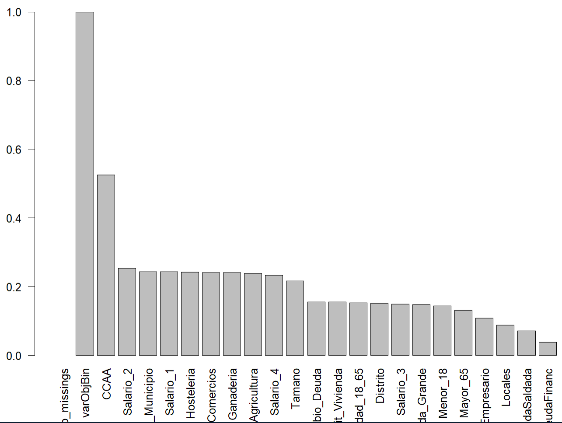 1.0
0.8
0.6
0.4
0.2
0.0
o_missings
varObjBin
CCAA
Salario_2
_Municipio
Salario_1
Hosteleria
Comercios
Ganaderia
Agricultura
Salario_4
Tamano
bio_Deuda
it_Vivienda
dad_18_65
Distrito
Salario_3
da_Grande
Menor_18
Mayor_65
Empresario
Locales
daSaldada
eudaFinanc